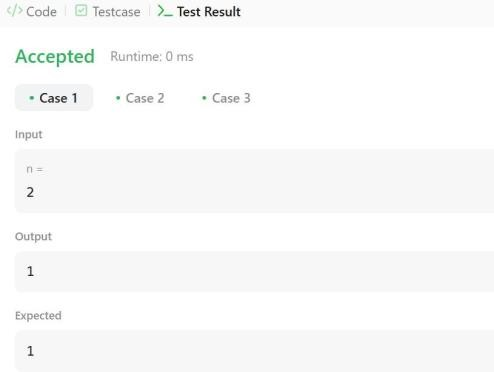 </> Code | Testcase | >_ Test Result
Accepted Runtime: 0 ms
• Case 1 • Case 2 • Case 3
Input
n =
2
Output
1
Expected
1